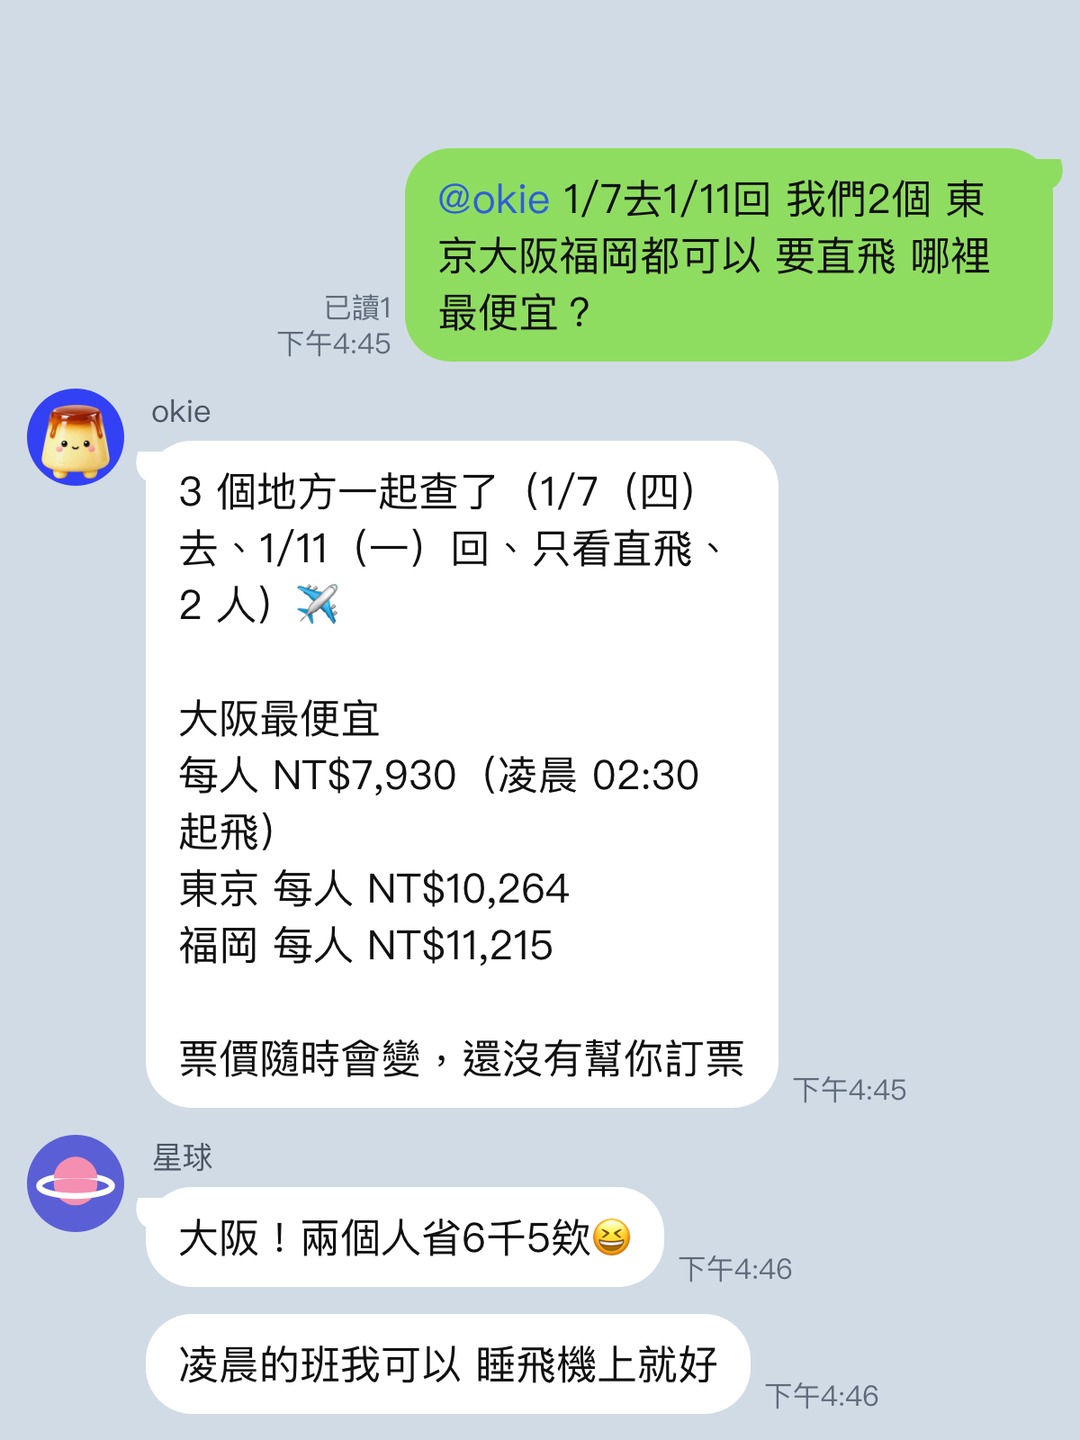 @okie 1/7去1/11回 我們2個 東
京大阪福岡都可以 要直飛 哪裡
最便宜？
已讀1
下午4:45
okie
3 個地方一起查了（1/7（四）
去、1/11（一）回、只看直飛、
2 人）✈️
大阪最便宜
每人 NT$7,930（凌晨 02:30
起飛）
東京 每人 NT$10,264
福岡 每人 NT$11,215
票價隨時會變，還沒有幫你訂票
下午4:45
星球
大阪！兩個人省6千5欸😆
下午4:46
凌晨的班我可以 睡飛機上就好
下午4:46